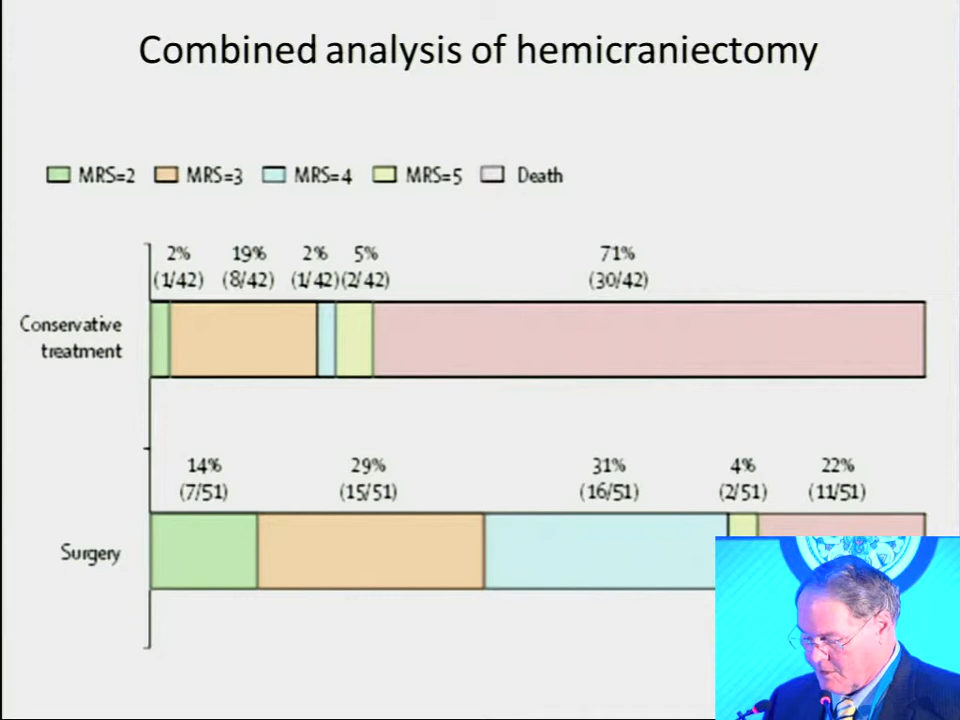 Combined analysis of hemicraniectomy
MRS=2 MRS=3 MRS=4 MRS=5 Death
2% 19% 2% 5% 71%
(1/42) (8/42) (1/42) (2/42) (30/42)
Conservative
treatment
14% 29% 31% 4% 22%
(7/51) (15/51) (16/51) (2/51) (11/51)
Surgery